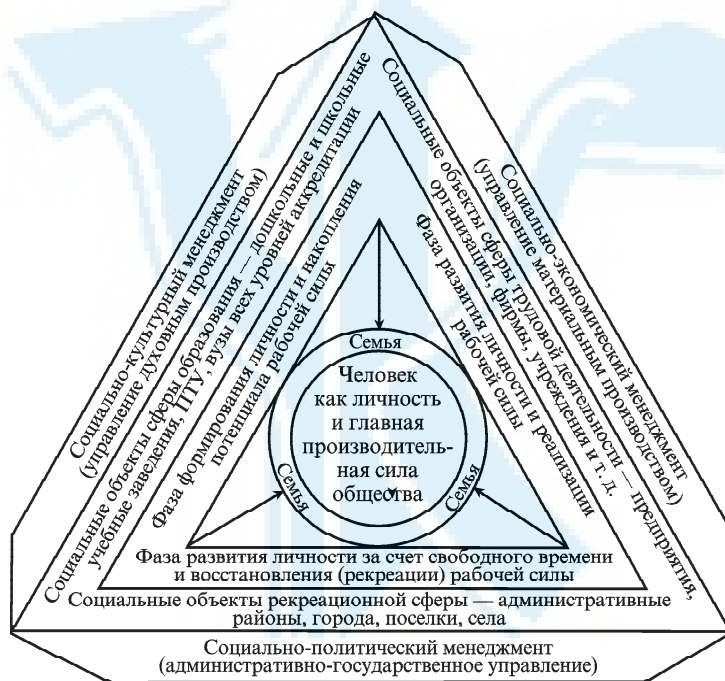 Социально-культурный менеджмент
(управление духовным производством)
Социальные объекты сферы образования — дошкольные и школьные
учебные заведения, ПТУ, вузы всех уровней аккредитации
Фаза формирования личности и накопления
потенциала рабочей силы
Социально-экономический менеджмент
(управление материальным производством)
Социальные объекты сферы трудовой деятельности — предприятия,
организации, фирмы, учреждения и т. д.
Фаза развития личности и реализации
рабочей силы
Семья
Человек
как личность
и главная
производитель-
ная сила
общества
Семья
Семья
Фаза развития личности за счет свободного времени
и восстановления (рекреации) рабочей силы
Социальные объекты рекреационной сферы — административные
районы, города, поселки, села
Социально-политический менеджмент
(административно-государственное управление)